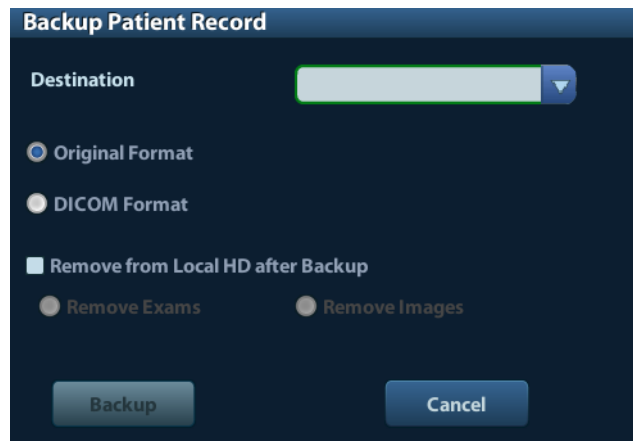 Backup Patient Record
Destination
Original Format
DICOM Format
Remove from Local HD after Backup
Remove Exams Remove Images
Backup Cancel